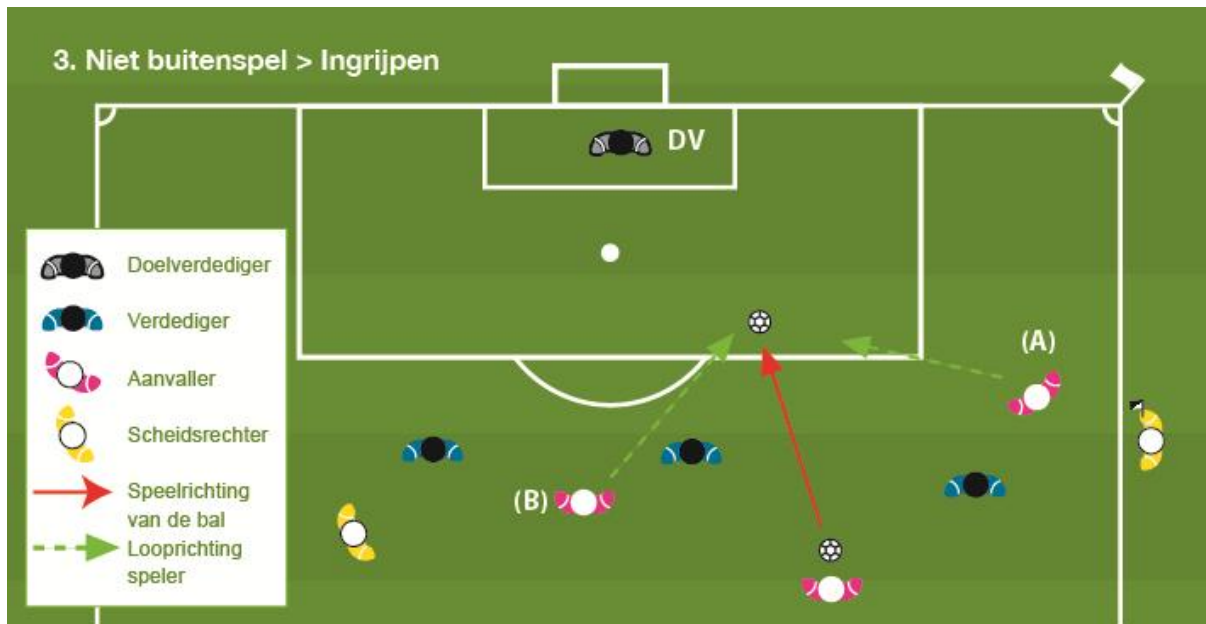 3. Niet buitenspel > Ingrijpen
DV
Doelverdediger
Verdediger
Aanvaller
Scheidsrechter
Speelrichting
van de bal
Looprichting
speler
(A)
(B)